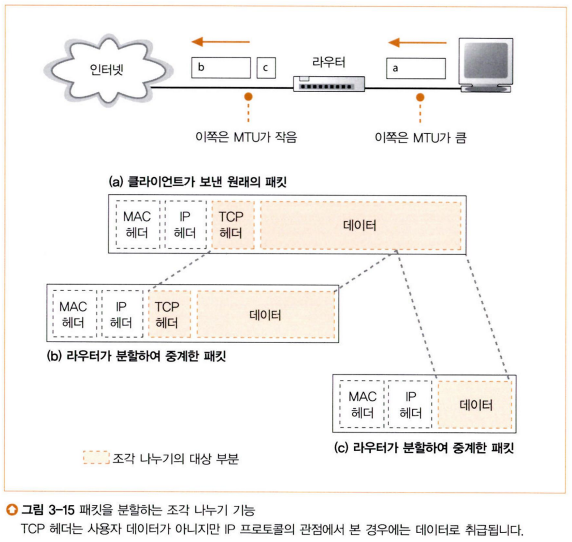 인터넷
b
c
라우터
a
이쪽은 MTU가 작음
이쪽은 MTU가 큼
(a) 클라이언트가 보낸 원래의 패킷
MAC 헤더
IP 헤더
TCP 헤더
데이터
MAC 헤더
IP 헤더
TCP 헤더
데이터
(b) 라우터가 분할하여 중계한 패킷
MAC 헤더
IP 헤더
데이터
(c) 라우터가 분할하여 중계한 패킷
조각 나누기의 대상 부분
그림 3-15 패킷을 분할하는 조각 나누기 기능
TCP 헤더는 사용자 데이터가 아니지만 IP 프로토콜의 관점에서 본 경우에는 데이터로 취급됩니다.